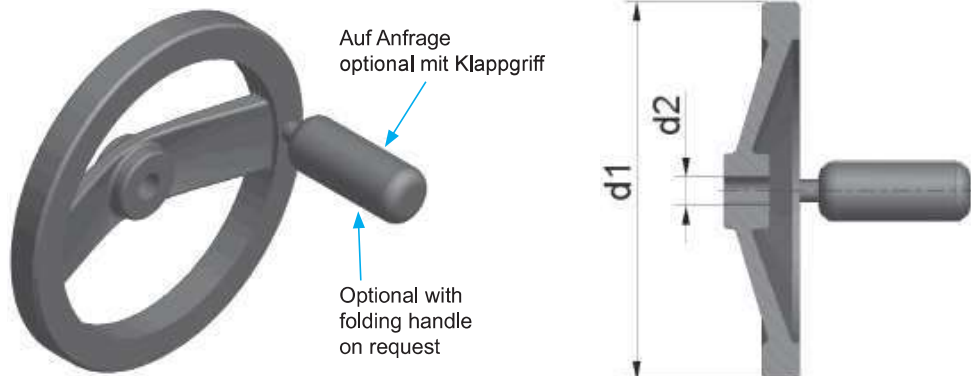 Auf Anfrage
optional mit Klappgriff
Optional with
folding handle
on request
d1
d2